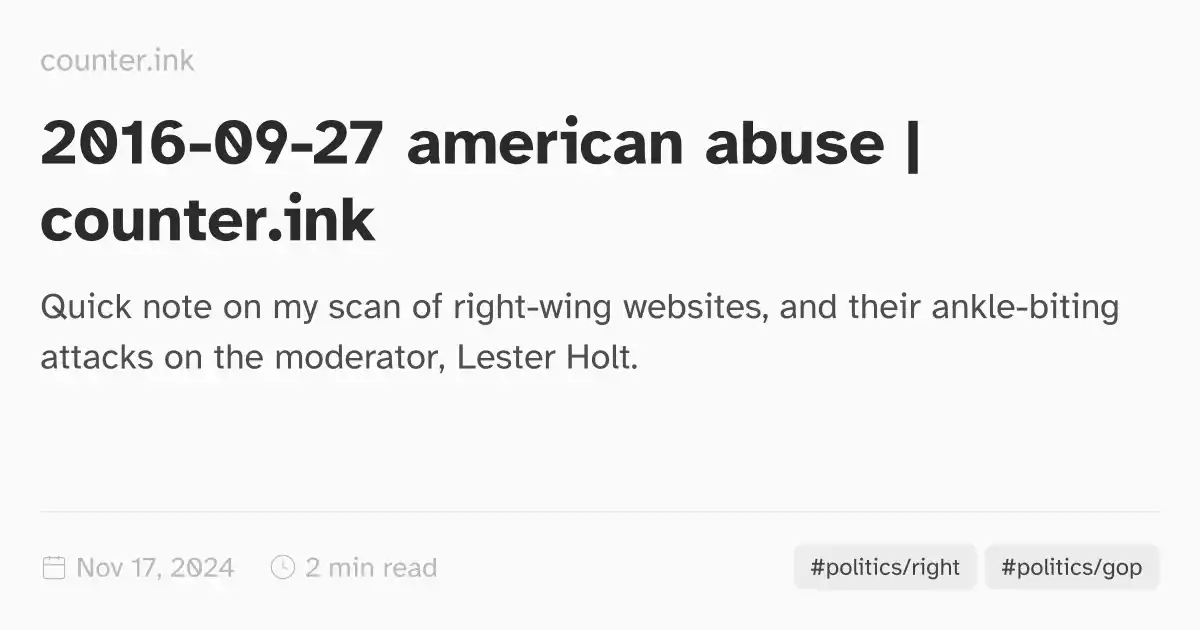 counter.ink
2016-09-27 american abuse |
counter.ink
Quick note on my scan of right-wing websites, and their ankle-biting
attacks on the moderator, Lester Holt.
Nov 17, 2024 2 min read #politics/right #politics/gop